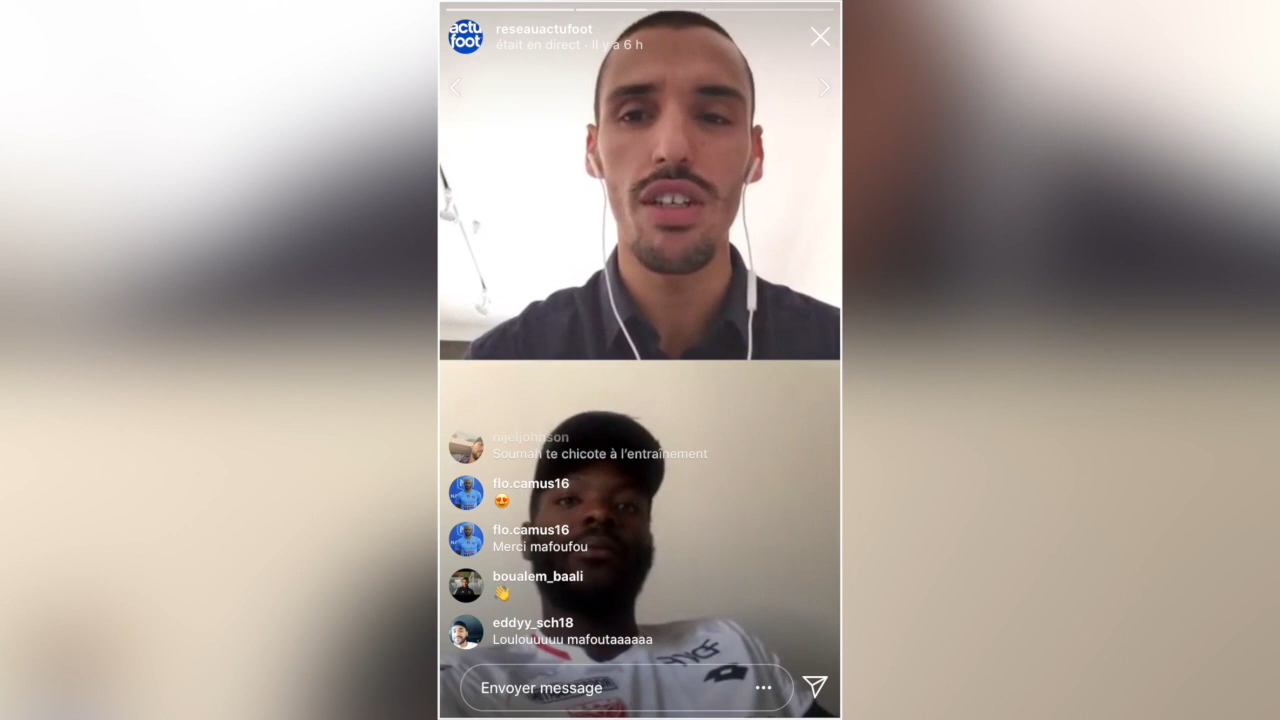 actu
foot
reseauactufoot
était en direct · Il y a 6 h
nijeljohnson
Soumah te chicote à l'entraînement
flo.camus16
😍
flo.camus16
Merci mafoufou
boualem_baali
👏
eddyy_sch18
Loulouuuuu mafoutaaaaaa
Envoyer message